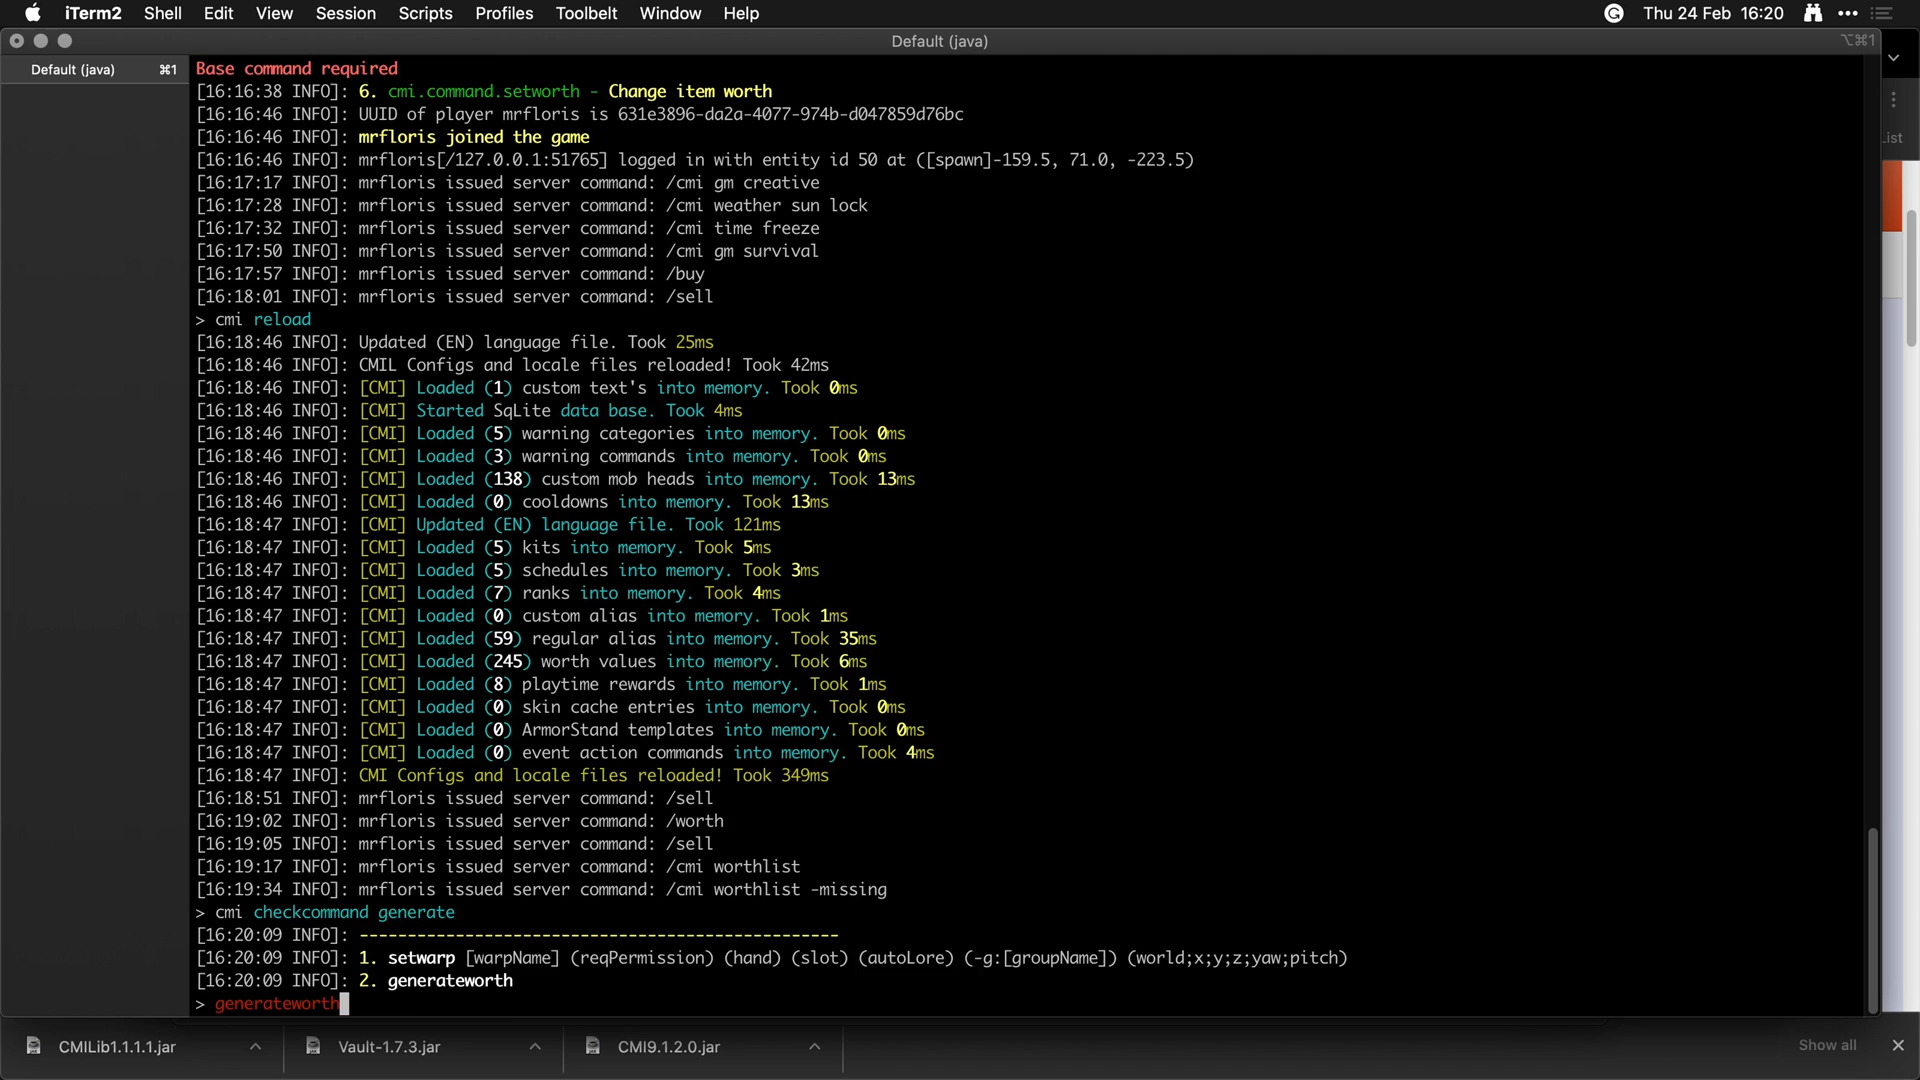 iTerm2 Shell Edit View Session Scripts Profiles Toolbelt Window Help Thu 24 Feb 16:20
Default (java) ⌥⌘1
Default (java) ⌘1
Base command required
[16:16:38 INFO]: 6. cmi.command.setworth - Change item worth
[16:16:46 INFO]: UUID of player mrfloris is 631e3896-da2a-4077-974b-d047859d76bc
[16:16:46 INFO]: mrfloris joined the game
[16:16:46 INFO]: mrfloris[/127.0.0.1:51765] logged in with entity id 50 at ([spawn]-159.5, 71.0, -223.5)
[16:17:17 INFO]: mrfloris issued server command: /cmi gm creative
[16:17:28 INFO]: mrfloris issued server command: /cmi weather sun lock
[16:17:32 INFO]: mrfloris issued server command: /cmi time freeze
[16:17:50 INFO]: mrfloris issued server command: /cmi gm survival
[16:17:57 INFO]: mrfloris issued server command: /buy
[16:18:01 INFO]: mrfloris issued server command: /sell
> cmi reload
[16:18:46 INFO]: Updated (EN) language file. Took 25ms
[16:18:46 INFO]: CMIL Configs and locale files reloaded! Took 42ms
[16:18:46 INFO]: [CMI] Loaded (1) custom text's into memory. Took 0ms
[16:18:46 INFO]: [CMI] Started SqLite data base. Took 4ms
[16:18:46 INFO]: [CMI] Loaded (5) warning categories into memory. Took 0ms
[16:18:46 INFO]: [CMI] Loaded (3) warning commands into memory. Took 0ms
[16:18:46 INFO]: [CMI] Loaded (138) custom mob heads into memory. Took 13ms
[16:18:46 INFO]: [CMI] Loaded (0) cooldowns into memory. Took 13ms
[16:18:47 INFO]: [CMI] Updated (EN) language file. Took 121ms
[16:18:47 INFO]: [CMI] Loaded (5) kits into memory. Took 5ms
[16:18:47 INFO]: [CMI] Loaded (5) schedules into memory. Took 3ms
[16:18:47 INFO]: [CMI] Loaded (7) ranks into memory. Took 4ms
[16:18:47 INFO]: [CMI] Loaded (0) custom alias into memory. Took 1ms
[16:18:47 INFO]: [CMI] Loaded (59) regular alias into memory. Took 35ms
[16:18:47 INFO]: [CMI] Loaded (245) worth values into memory. Took 6ms
[16:18:47 INFO]: [CMI] Loaded (8) playtime rewards into memory. Took 1ms
[16:18:47 INFO]: [CMI] Loaded (0) skin cache entries into memory. Took 0ms
[16:18:47 INFO]: [CMI] Loaded (0) ArmorStand templates into memory. Took 0ms
[16:18:47 INFO]: [CMI] Loaded (0) event action commands into memory. Took 4ms
[16:18:47 INFO]: CMI Configs and locale files reloaded! Took 349ms
[16:18:51 INFO]: mrfloris issued server command: /sell
[16:19:02 INFO]: mrfloris issued server command: /worth
[16:19:05 INFO]: mrfloris issued server command: /sell
[16:19:17 INFO]: mrfloris issued server command: /cmi worthlist
[16:19:34 INFO]: mrfloris issued server command: /cmi worthlist -missing
> cmi checkcommand generate
[16:20:09 INFO]: --------------------------------------------------
[16:20:09 INFO]: 1. setwarp [warpName] (reqPermission) (hand) (slot) (autoLore) (-g:[groupName]) (world;x;y;z;yaw;pitch)
[16:20:09 INFO]: 2. generateworth
> generateworth
List
CMILib1.1.1.1.jar Vault-1.7.3.jar CMI9.1.2.0.jar Show all